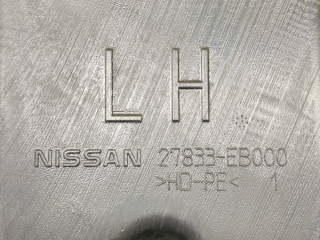 LH
NISSAN 27833-EB000
>HD-PE< 1